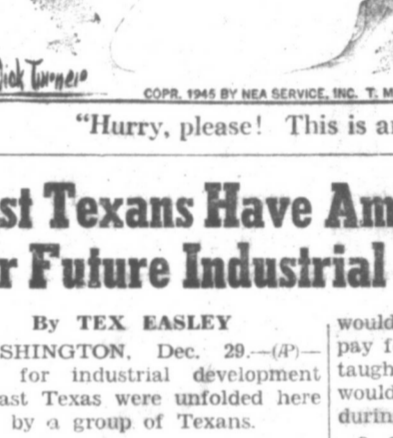 Dick Turner
COPR. 1945 BY NEA SERVICE, INC. T. M
"Hurry, please! This is a
st Texans Have Am
r Future Industrial
By TEX EASLEY
SHINGTON, Dec. 29.—(AP)—
for industrial development
ast Texas were unfolded here
by a group of Texans.
would
pay f
taugh
would
durin